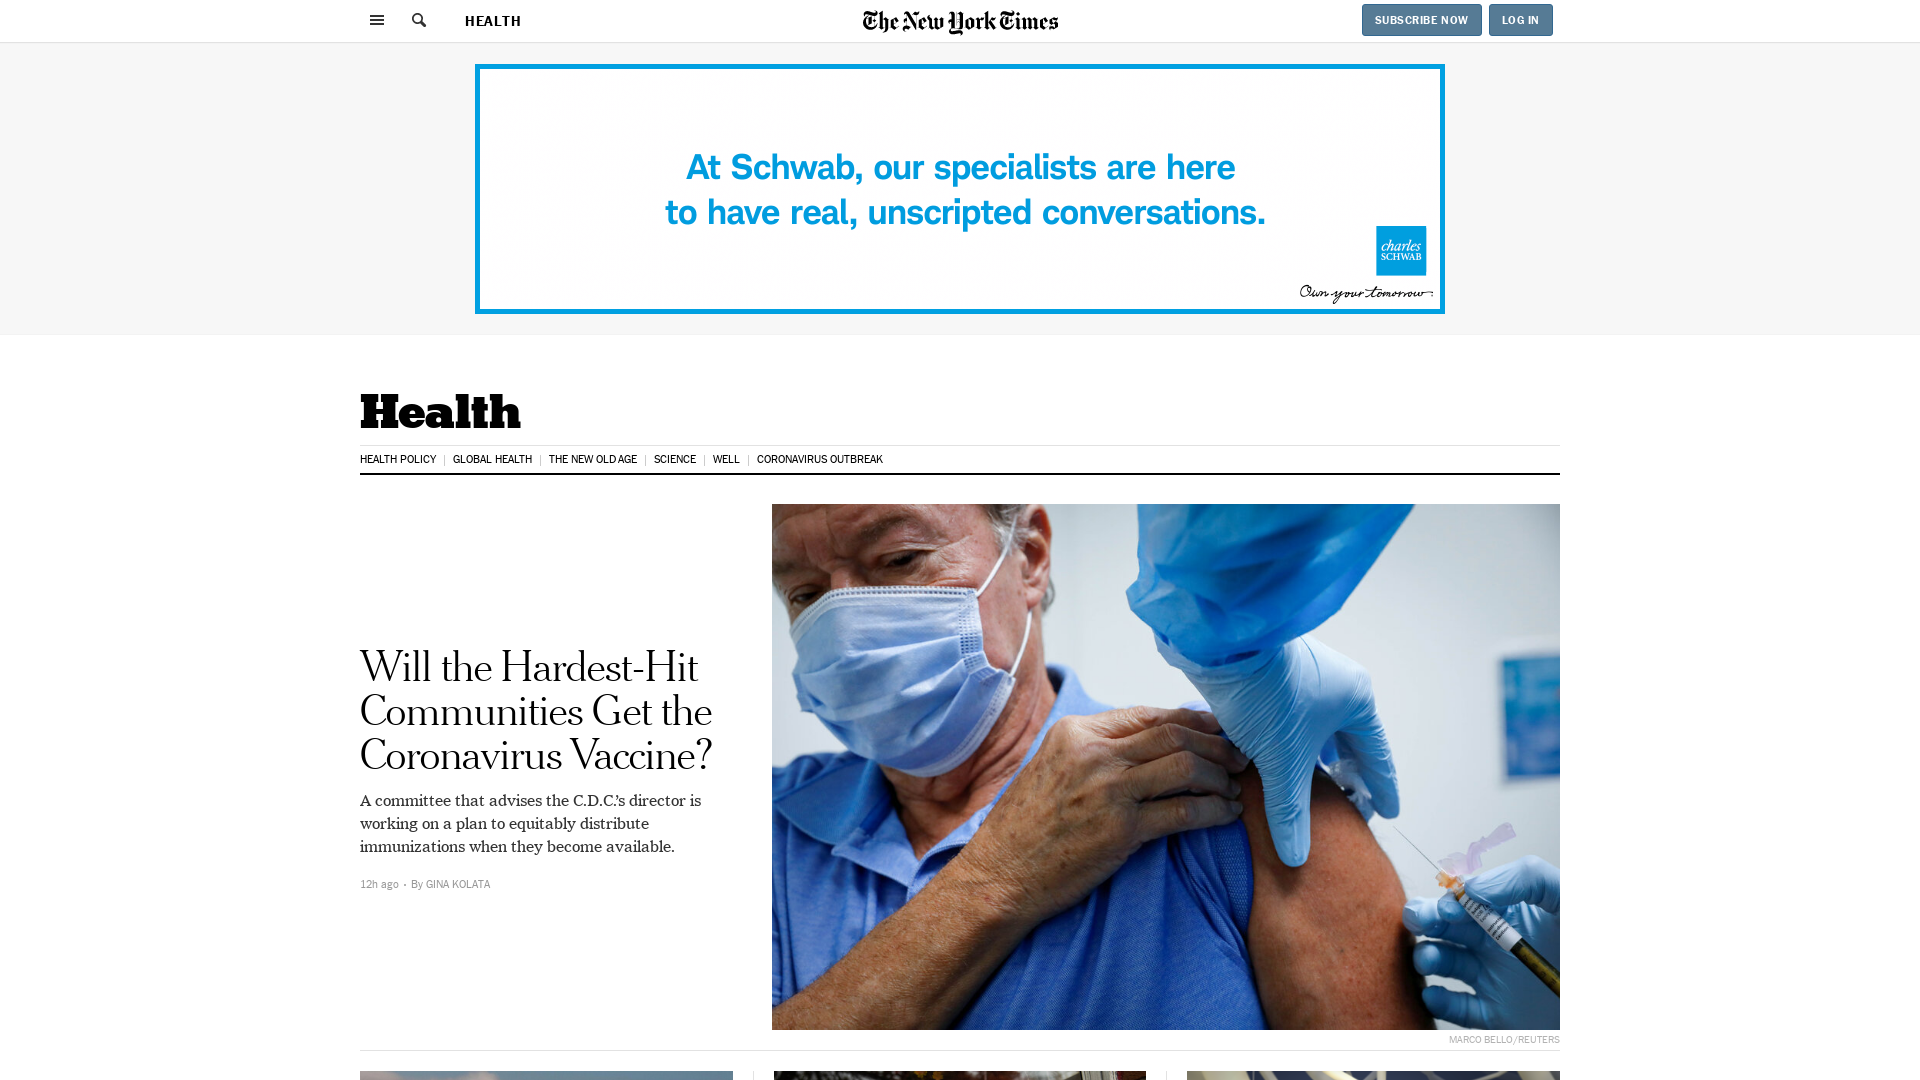 HEALTH
The New York Times
SUBSCRIBE NOW
LOG IN
At Schwab, our specialists are here
to have real, unscripted conversations.
charles
SCHWAB
Own your tomorrow
Health
HEALTH POLICY
GLOBAL HEALTH
THE NEW OLD AGE
SCIENCE
WELL
CORONAVIRUS OUTBREAK
Will the Hardest-Hit
Communities Get the
Coronavirus Vaccine?
A committee that advises the C.D.C.’s director is
working on a plan to equitably distribute
immunizations when they become available.
12h ago · By GINA KOLATA
MARCO BELLO/REUTERS